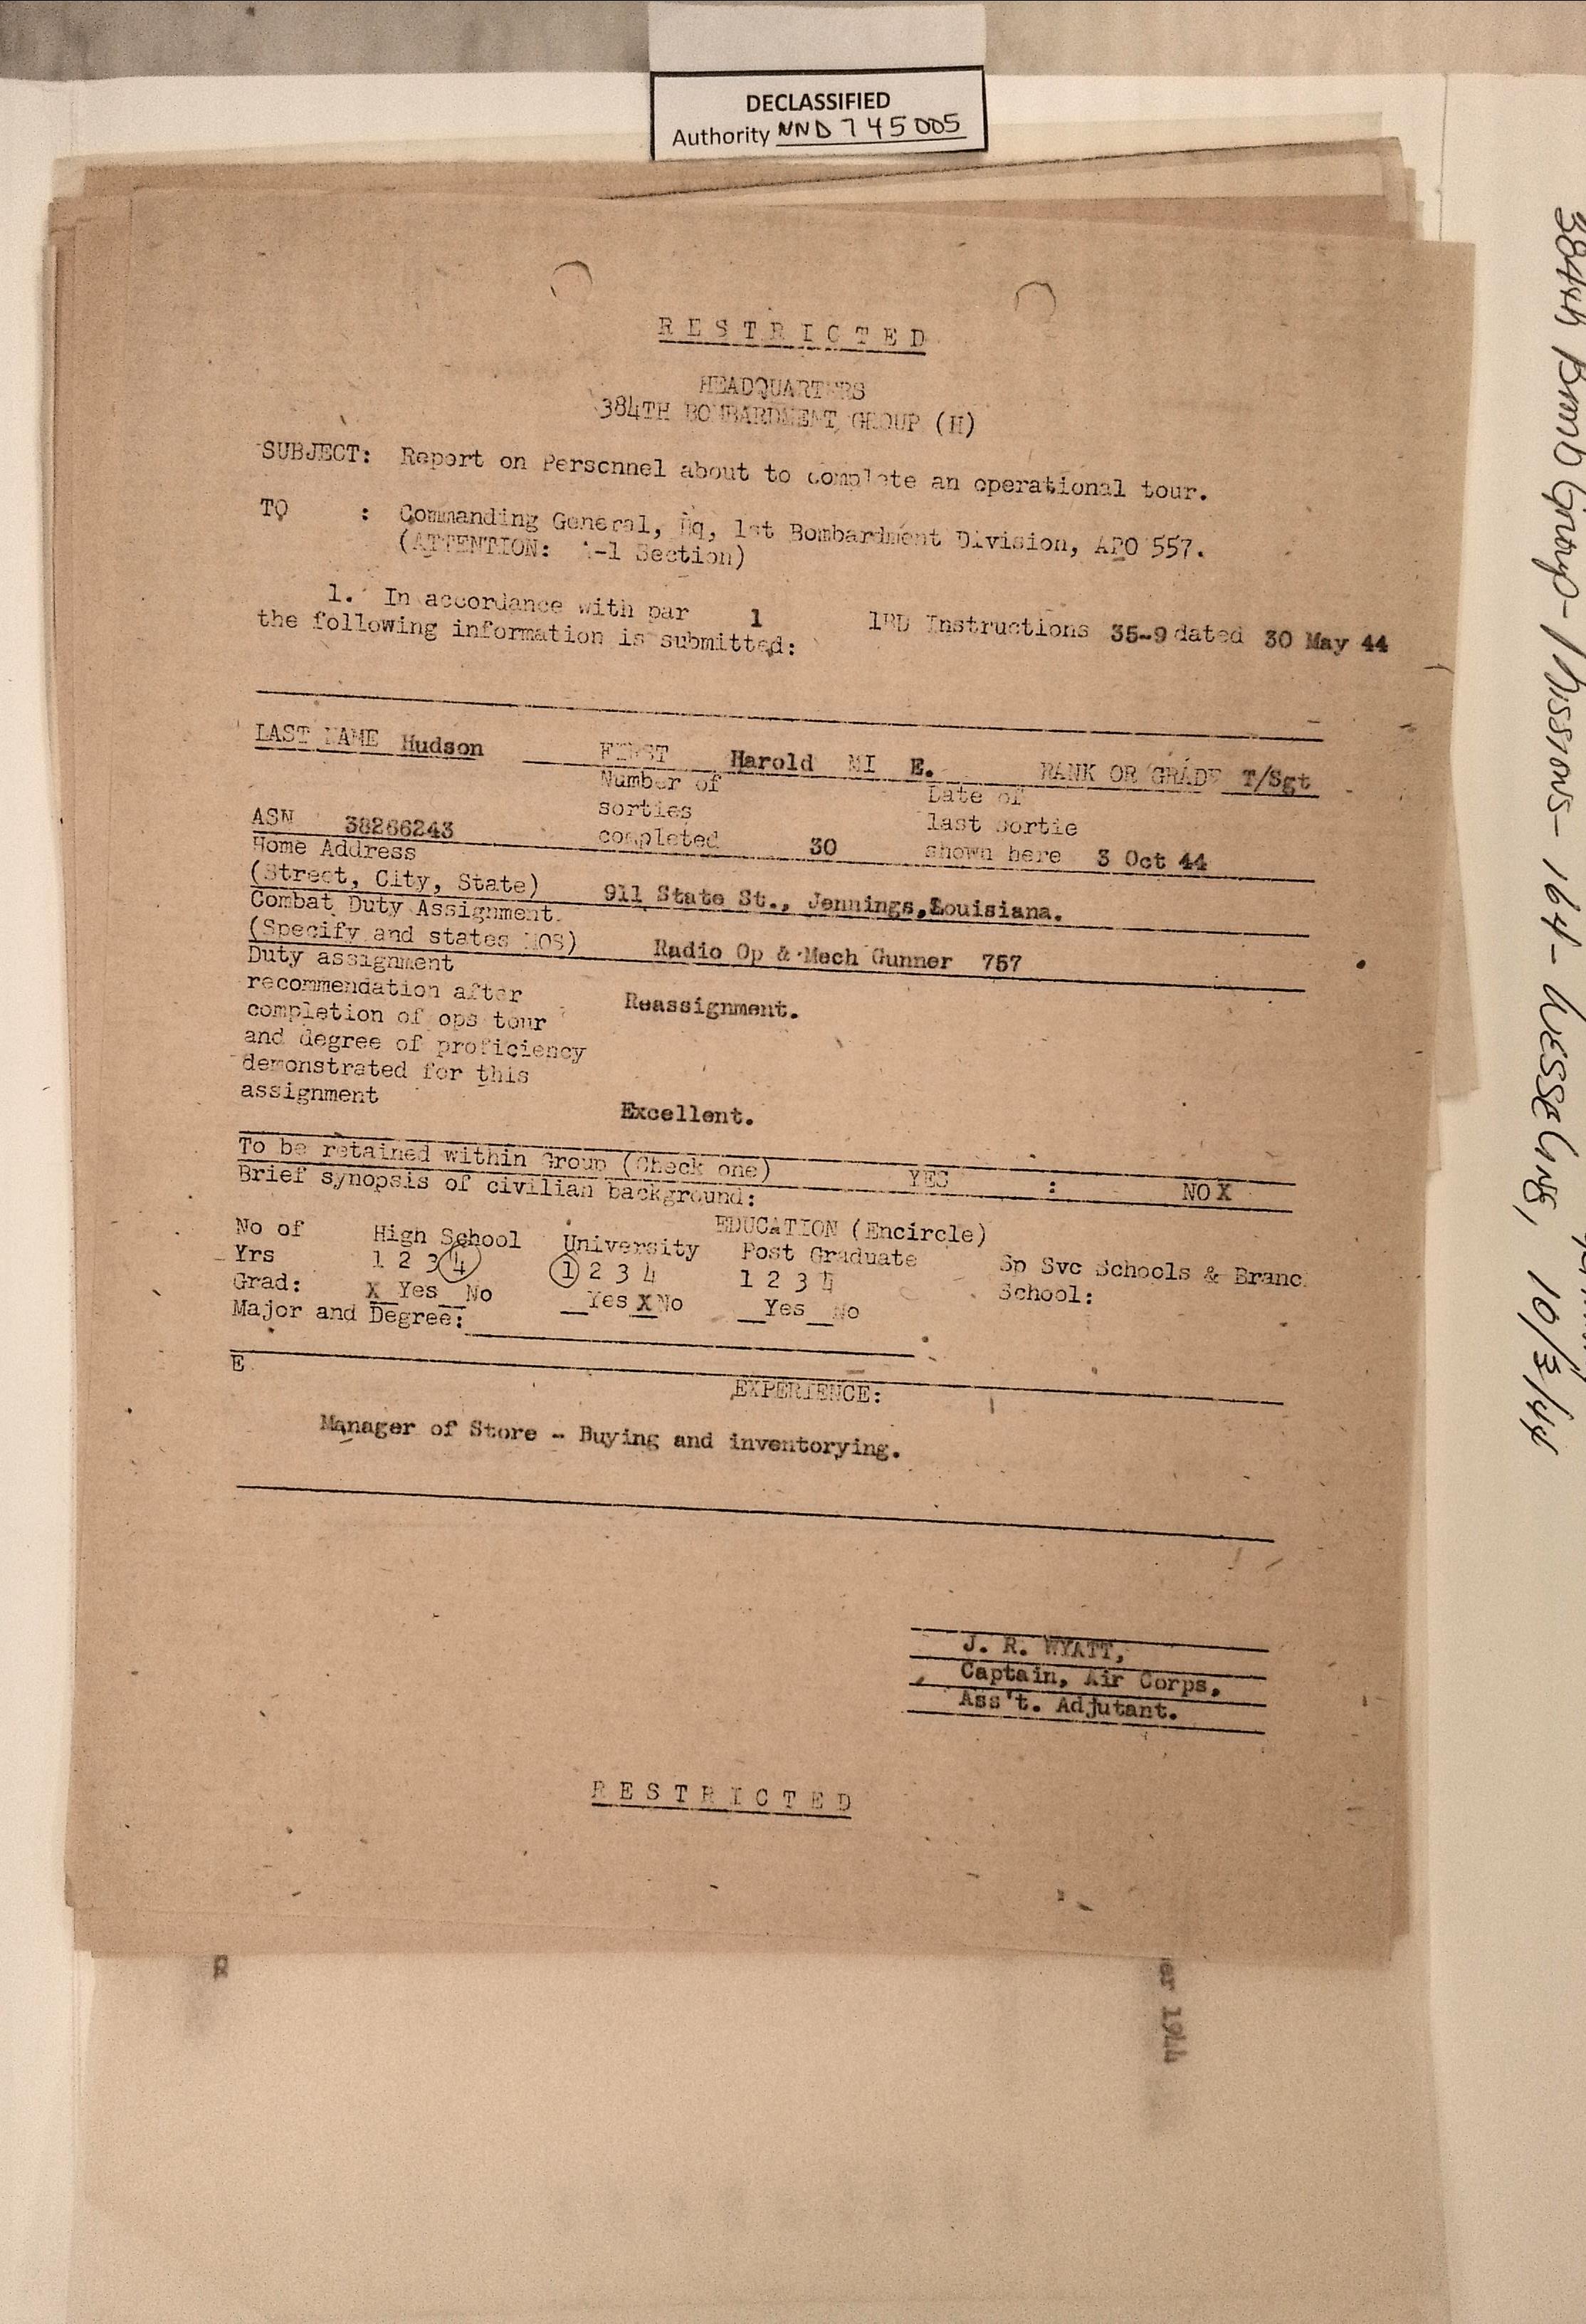 DECLASSIFIED
Authority NND 745005
RESTRICTED
HEADQUARTERS
384TH BOMBARDMENT GROUP (H)
SUBJECT: Report on Personnel about to complete an operational tour.
TO : Commanding General, Hq, 1st Bombardment Division, APO 557.
(ATTENTION: A-1 Section)
1. In accordance with par 1 1BD Instructions 35-9 dated 30 May 44
the following information is submitted:
LAST NAME Hudson FIRST Harold MI E. RANK OR GRADE T/Sgt
ASN 38266243 Number of sorties completed 30 Date of last sortie shown here 3 Oct 44
Home Address
(Street, City, State) 911 State St., Jennings, Louisiana.
Combat Duty Assignment
(Specify and states MOS) Radio Op & Mech Gunner 757
Duty assignment
recommendation after Reassignment.
completion of ops tour
and degree of proficiency
demonstrated for this
assignment Excellent.
To be retained within Group (Check one) YES : NO X
Brief synopsis of civilian background:
EDUCATION (Encircle)
No of High School University Post Graduate Sp Svc Schools & Branc
Yrs 1 2 3 4 1 2 3 4 1 2 3 4 School:
Grad: X Yes__No __Yes X No __Yes__No
Major and Degree:
E
EXPERIENCE:
Manager of Store - Buying and inventorying.
J. R. WYATT,
Captain, Air Corps,
Ass't. Adjutant.
RESTRICTED
er 1944
384th Bomb Group - Missions - 164 - Wesseling, 10/3/44